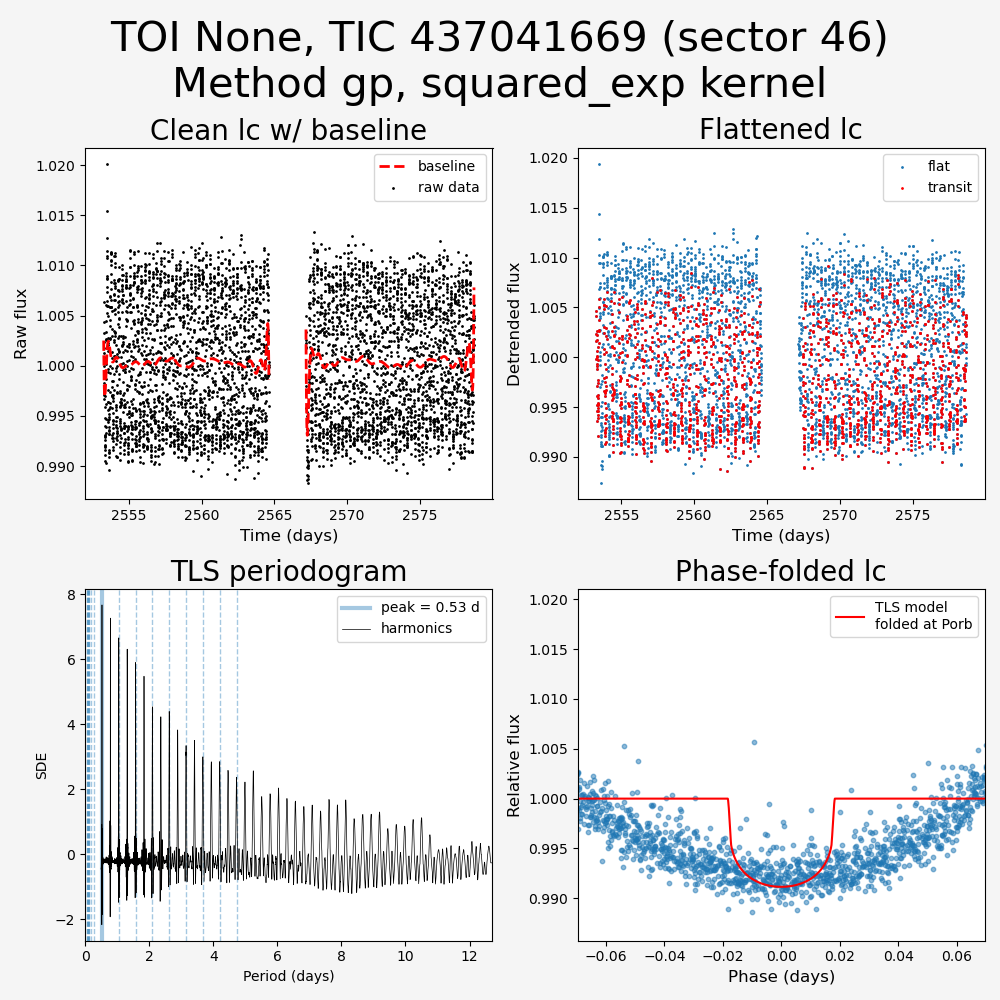 TOI None, TIC 437041669 (sector 46)
Method gp, squared_exp kernel
Clean lc w/ baseline
Raw flux
1.020
1.015
1.010
1.005
1.000
0.995
0.990
baseline
raw data
2555
2560
2565
2570
2575
Time (days)
Flattened lc
Detrended flux
1.020
1.015
1.010
1.005
1.000
0.995
0.990
flat
transit
2555
2560
2565
2570
2575
Time (days)
TLS periodogram
SDE
8
6
4
2
0
−2
peak = 0.53 d
harmonics
0
2
4
6
8
10
12
Period (days)
Phase-folded lc
Relative flux
1.020
1.015
1.010
1.005
1.000
0.995
0.990
TLS model
folded at Porb
−0.06
−0.04
−0.02
0.00
0.02
0.04
0.06
Phase (days)